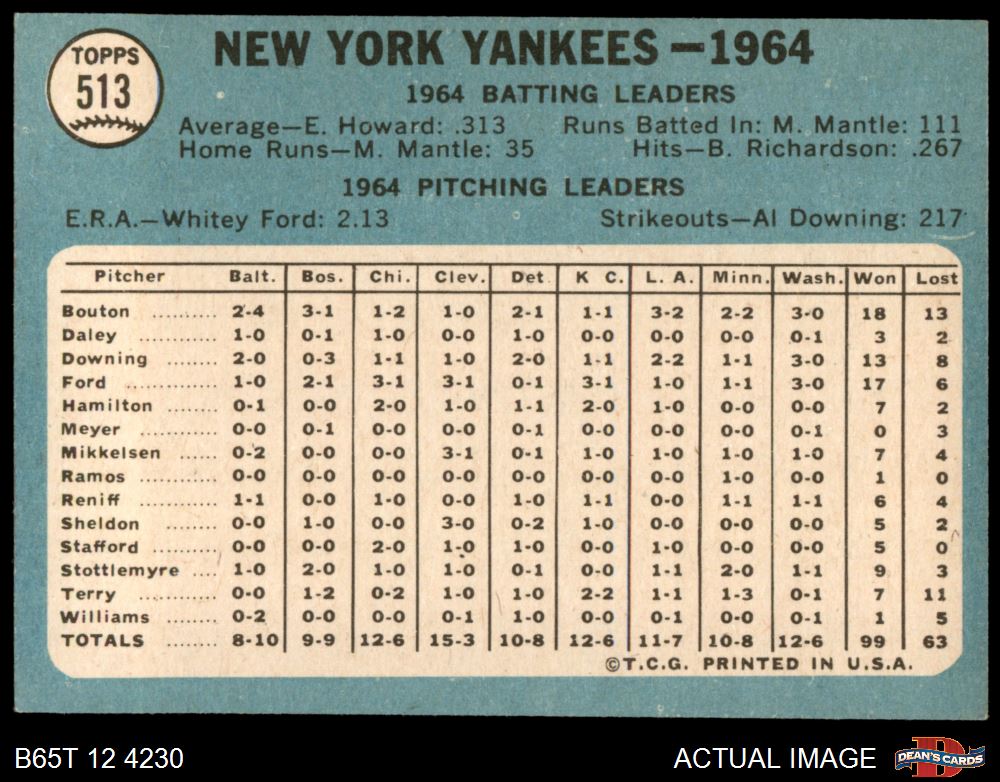 TOPPS
513
NEW YORK YANKEES—1964
1964 BATTING LEADERS
Average—E. Howard: .313 Runs Batted In: M. Mantle: 111
Home Runs—M. Mantle: 35 Hits—B. Richardson: .267
1964 PITCHING LEADERS
E.R.A.—Whitey Ford: 2.13 Strikeouts—Al Downing: 217
Pitcher Balt. Bos. Chi. Clev. Det. K C. L. A. Minn. Wash. Won Lost
Bouton .......... 2-4 3-1 1-2 1-0 2-1 1-1 3-2 2-2 3-0 18 13
Daley ............ 1-0 0-1 1-0 0-0 1-0 0-0 0-0 0-0 0-1 3 2
Downing ........ 2-0 0-3 1-1 1-0 2-0 1-1 2-2 1-1 3-0 13 8
Ford .............. 1-0 2-1 3-1 3-1 0-1 3-1 1-0 1-1 3-0 17 6
Hamilton ........ 0-1 0-0 2-0 1-0 1-1 2-0 1-0 0-0 0-0 7 2
Meyer ............ 0-0 0-1 0-0 0-0 0-1 0-0 0-0 0-0 0-1 0 3
Mikkelsen ...... 0-2 0-0 0-0 3-1 0-1 1-0 1-0 1-0 1-0 7 4
Ramos .......... 0-0 0-0 0-0 0-0 0-0 0-0 0-0 1-0 0-0 1 0
Reniff ............ 1-1 0-0 1-0 0-0 1-0 1-1 0-0 1-1 1-1 6 4
Sheldon ........ 0-0 1-0 0-0 3-0 0-2 1-0 0-0 0-0 0-0 5 2
Stafford .......... 0-0 0-0 2-0 1-0 1-0 0-0 1-0 0-0 0-0 5 0
Stottlemyre .... 1-0 2-0 1-0 1-0 0-1 0-0 1-1 2-0 1-1 9 3
Terry .............. 0-0 1-2 0-2 1-0 1-0 2-2 1-1 1-3 0-1 7 11
Williams ........ 0-2 0-0 0-0 0-1 1-0 0-0 0-1 0-0 0-1 1 5
TOTALS 8-10 9-9 12-6 15-3 10-8 12-6 11-7 10-8 12-6 99 63
©T.C.G. PRINTED IN U.S.A.
B65T 12 4230 ACTUAL IMAGE D DEAN'S CARDS